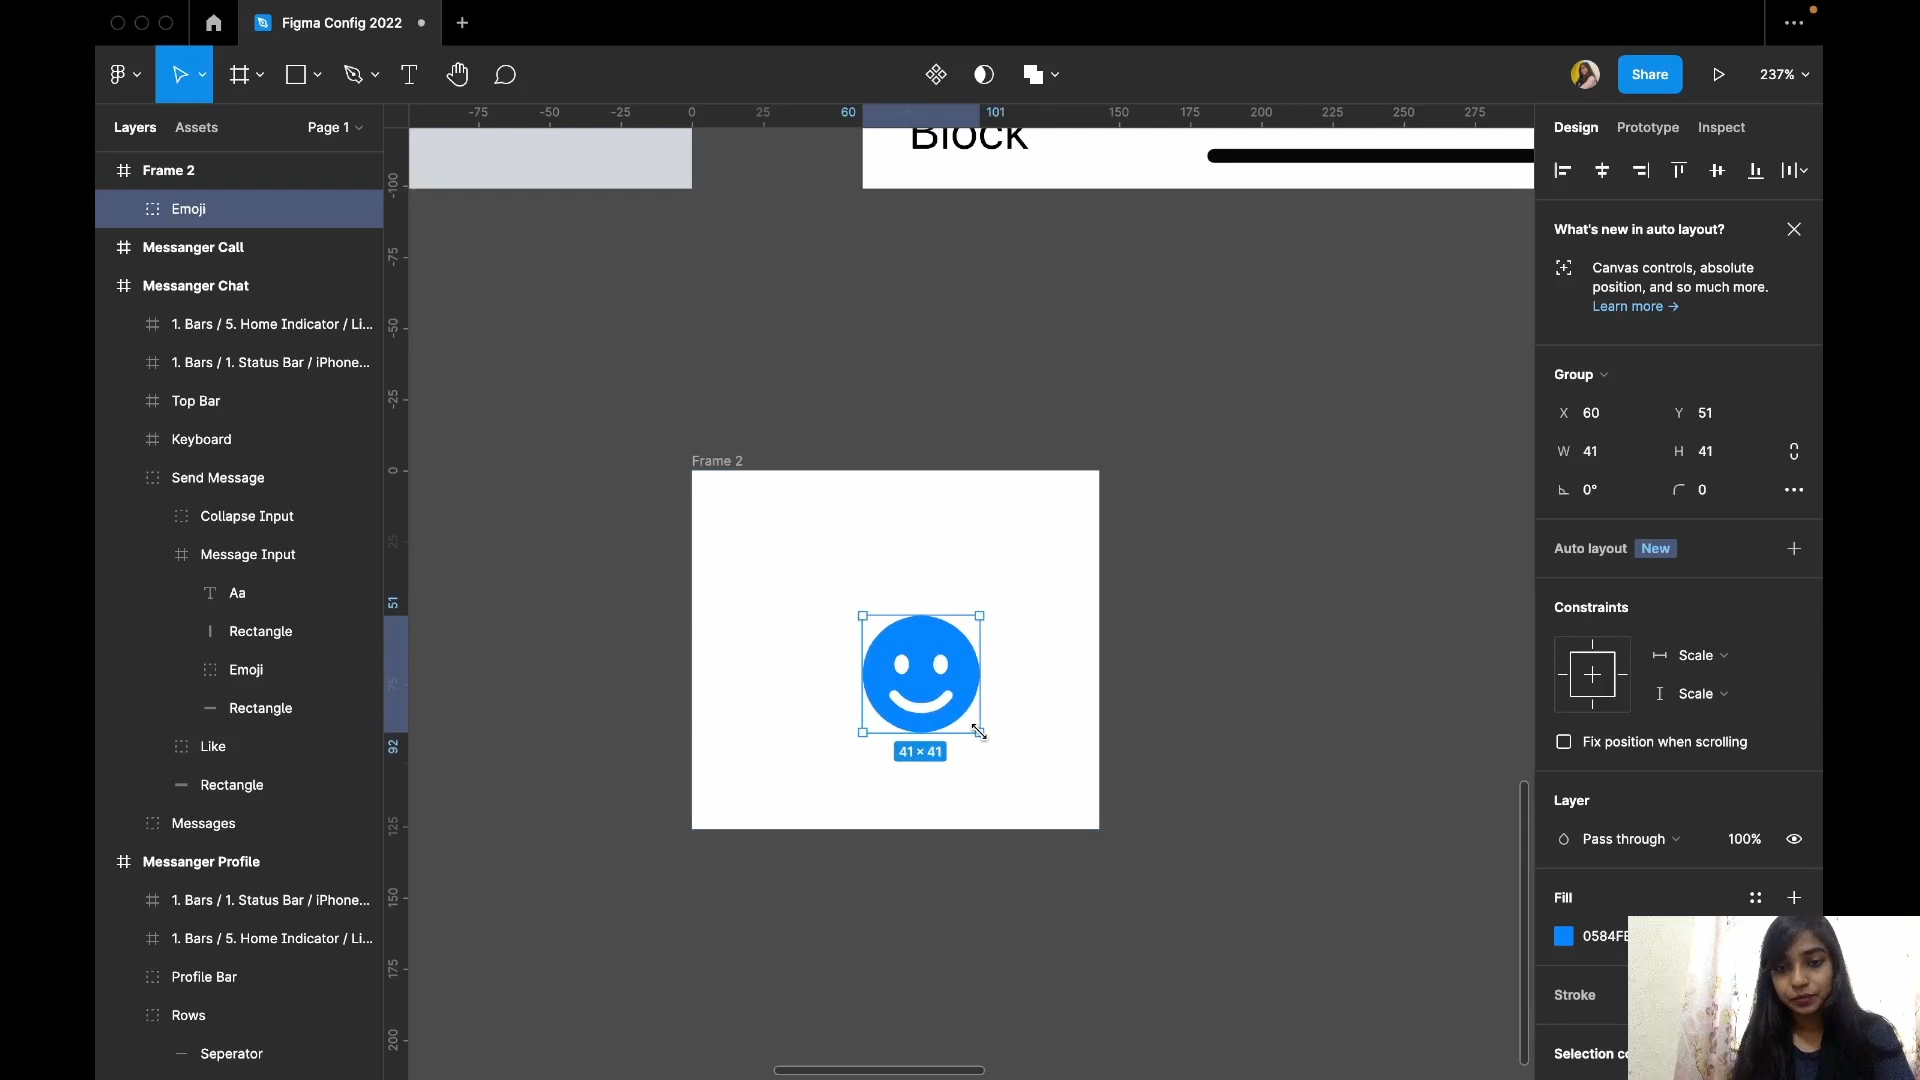 Figma Config 2022
Share
237%
Layers
Assets
Page 1
Frame 2
Emoji
Messanger Call
Messanger Chat
1. Bars / 5. Home Indicator / Li...
1. Bars / 1. Status Bar / iPhone...
Top Bar
Keyboard
Send Message
Collapse Input
Message Input
Aa
Rectangle
Emoji
Rectangle
Like
Rectangle
Messages
Messanger Profile
1. Bars / 1. Status Bar / iPhone...
1. Bars / 5. Home Indicator / Li...
Profile Bar
Rows
Seperator
-75 -50 -25 0 25 60 101 150 175 200 225 250 275
-100
-75
-50
-25
0
25
51
75
92
125
150
175
200
Block
Frame 2
41 × 41
Design
Prototype
Inspect
What's new in auto layout?
Canvas controls, absolute
position, and so much more.
Learn more →
Group
X 60 Y 51
W 41 H 41
0° 0
Auto layout New
Constraints
Scale
Scale
Fix position when scrolling
Layer
Pass through 100%
Fill
Stroke